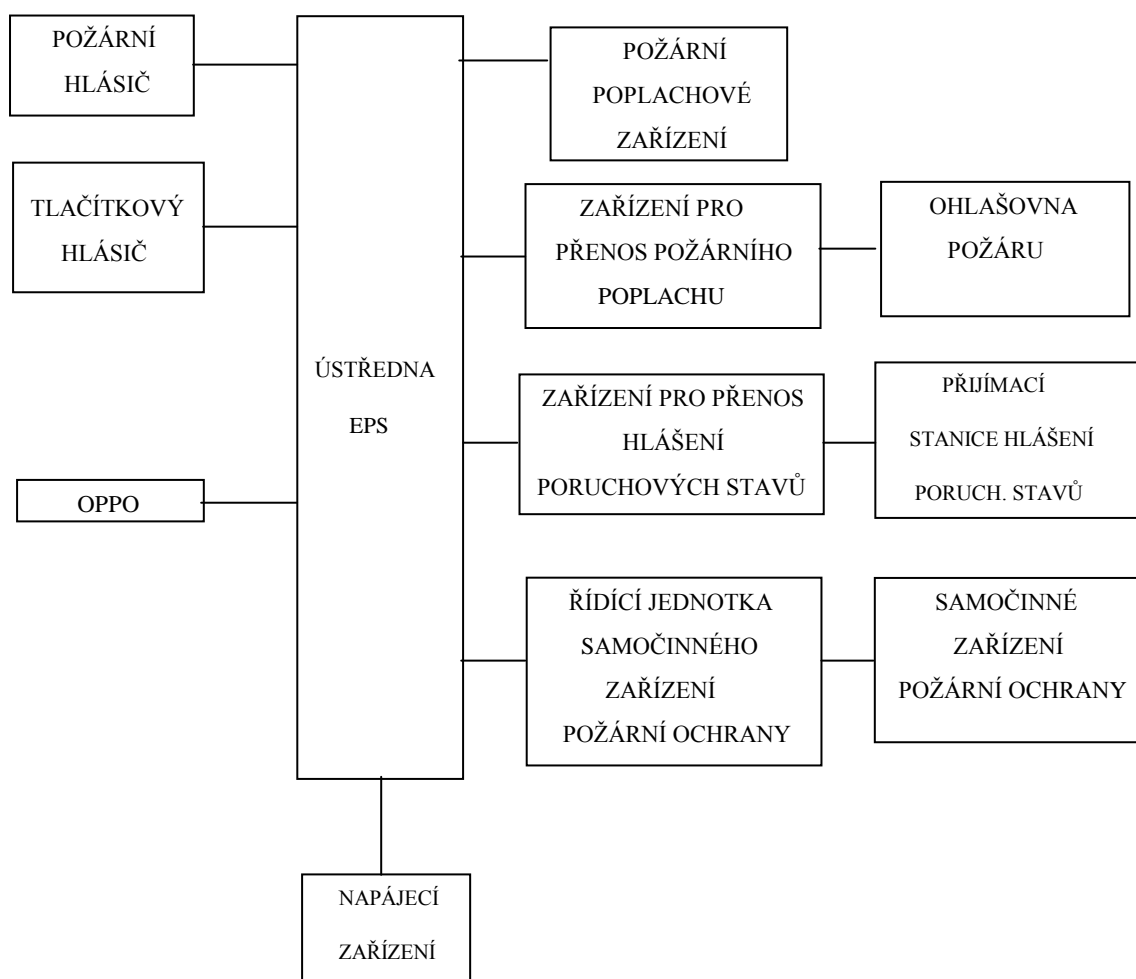 POŽÁRNÍ
HLÁSIČ
POŽÁRNÍ
POPLACHOVÉ
ZAŘÍZENÍ
TLAČÍTKOVÝ
HLÁSIČ
ZAŘÍZENÍ PRO
PŘENOS POŽÁRNÍHO
POPLACHU
OHLAŠOVNA
POŽÁRU
ÚSTŘEDNA
EPS
ZAŘÍZENÍ PRO PŘENOS
HLÁŠENÍ
PORUCHOVÝCH STAVŮ
PŘIJÍMACÍ
STANICE HLÁŠENÍ
PORUCH. STAVŮ
OPPO
ŘÍDÍCÍ JEDNOTKA
SAMOČINNÉHO
ZAŘÍZENÍ
POŽÁRNÍ OCHRANY
SAMOČINNÉ
ZAŘÍZENÍ
POŽÁRNÍ OCHRANY
NAPÁJECÍ
ZAŘÍZENÍ